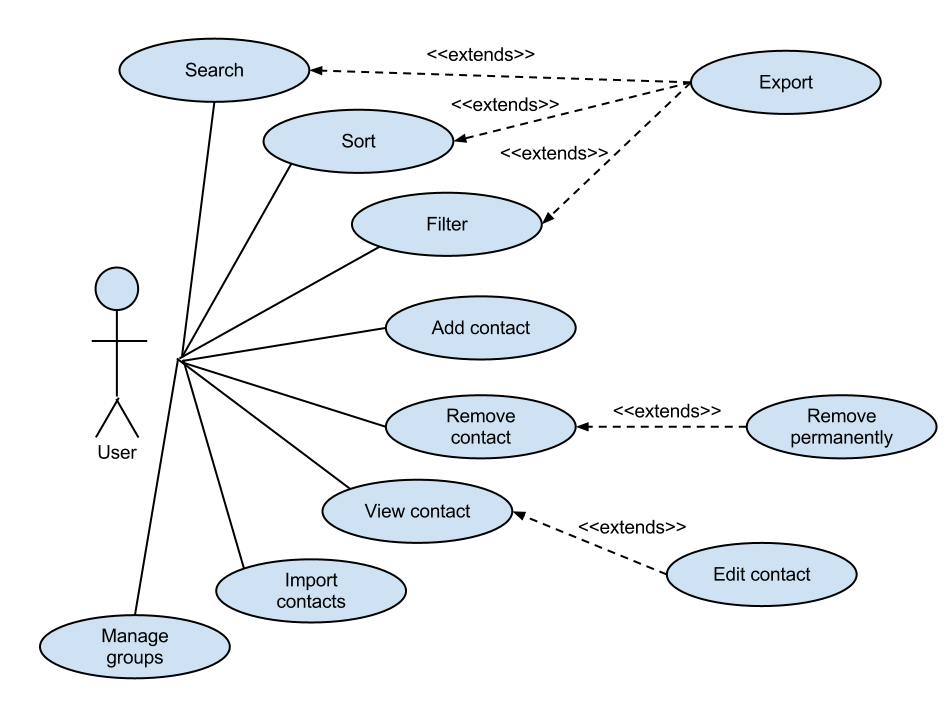 Search
<<extends>>
Export
<<extends>>
Sort
<<extends>>
Filter
Add contact
Remove
contact
<<extends>>
Remove
permanently
User
View contact
<<extends>>
Edit contact
Import
contacts
Manage
groups